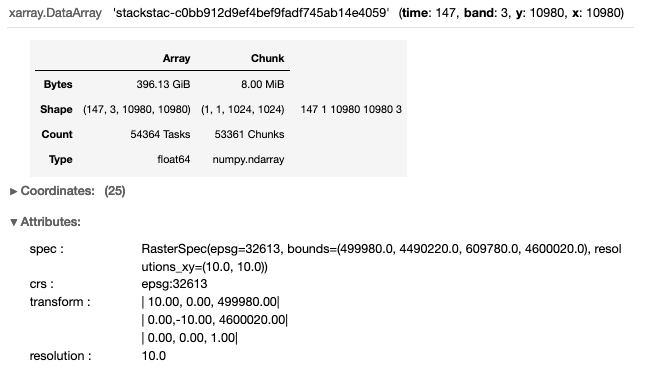 xarray.DataArray 'stackstac-c0bb912d9ef4bef9fadf745ab14e4059' (time: 147, band: 3, y: 10980, x: 10980)
Array Chunk
Bytes 396.13 GiB 8.00 MiB
Shape (147, 3, 10980, 10980) (1, 1, 1024, 1024) 147 1 10980 10980 3
Count 54364 Tasks 53361 Chunks
Type float64 numpy.ndarray
► Coordinates: (25)
▼ Attributes:
spec : RasterSpec(epsg=32613, bounds=(499980.0, 4490220.0, 609780.0, 4600020.0), resol
utions_xy=(10.0, 10.0))
crs : epsg:32613
transform : | 10.00, 0.00, 499980.00|
| 0.00,-10.00, 4600020.00|
| 0.00, 0.00, 1.00|
resolution : 10.0